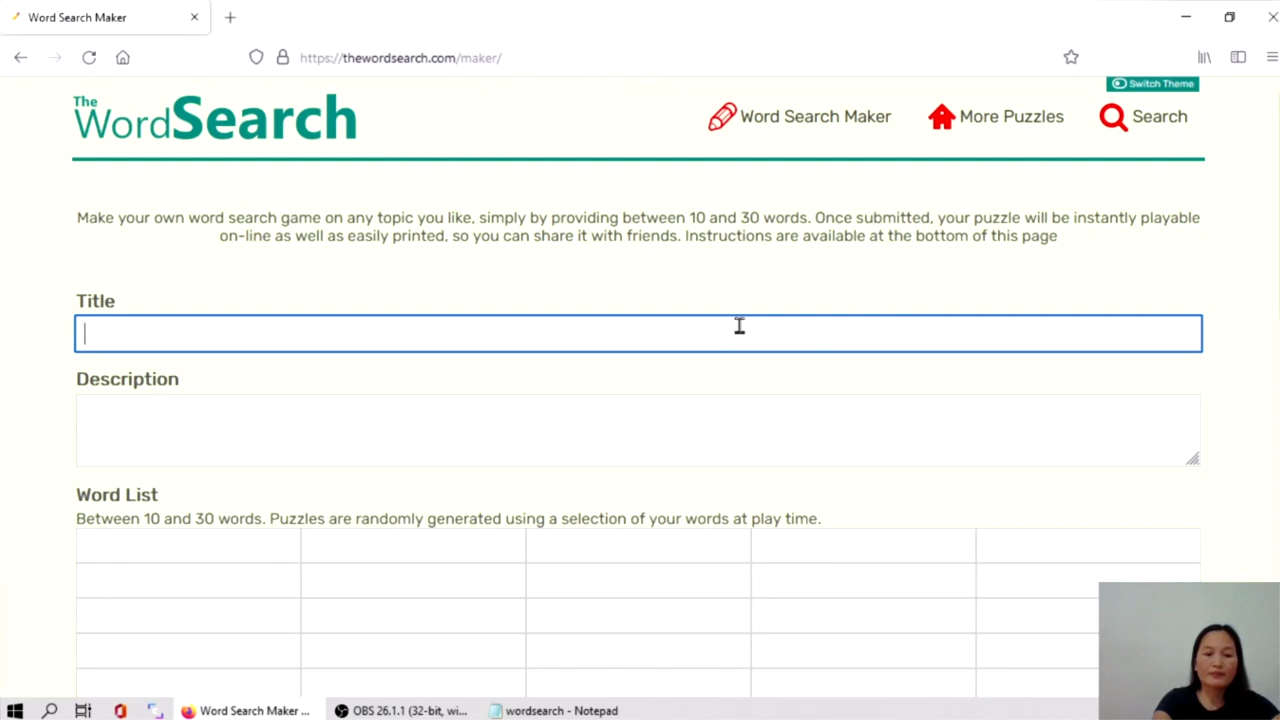 Word Search Maker
https://thewordsearch.com/maker/
Switch Theme
The WordSearch
Word Search Maker
More Puzzles
Search
Make your own word search game on any topic you like, simply by providing between 10 and 30 words. Once submitted, your puzzle will be instantly playable
on-line as well as easily printed, so you can share it with friends. Instructions are available at the bottom of this page
Title
Description
Word List
Between 10 and 30 words. Puzzles are randomly generated using a selection of your words at play time.
Word Search Maker ...
OBS 26.1.1 (32-bit, wi...
wordsearch - Notepad